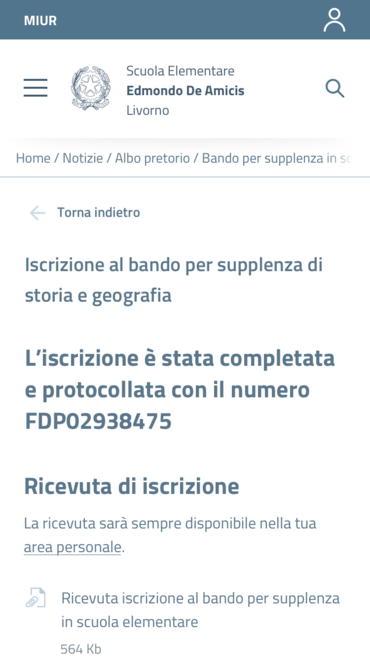 MIUR
Scuola Elementare
Edmondo De Amicis
Livorno
Home / Notizie / Albo pretorio / Bando per supplenza in
Torna indietro
Iscrizione al bando per supplenza di
storia e geografia
L’iscrizione è stata completata
e protocollata con il numero
FDP02938475
Ricevuta di iscrizione
La ricevuta sarà sempre disponibile nella tua
area personale.
Ricevuta iscrizione al bando per supplenza
in scuola elementare
564 Kb